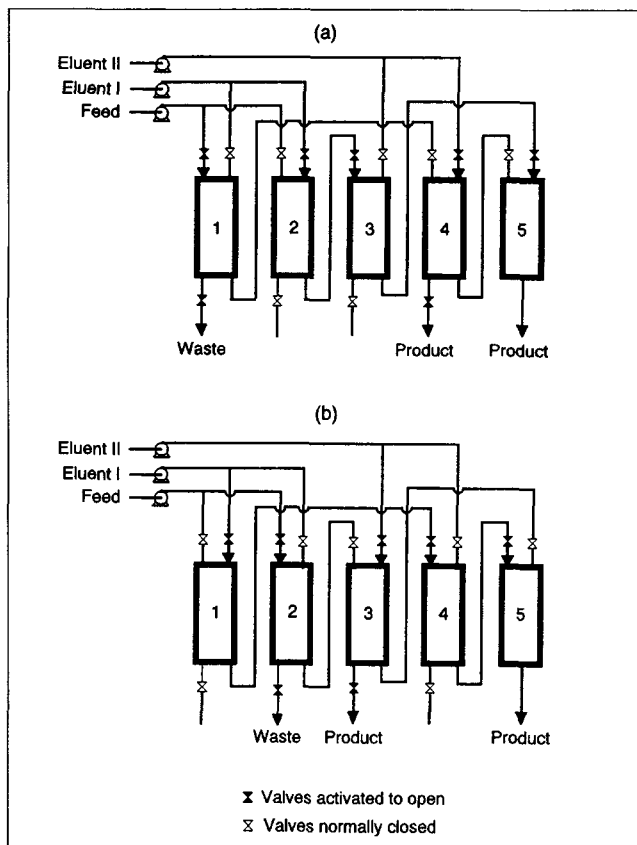 (a)
Eluent II
Eluent I
Feed
1 2 3 4 5
Waste Product Product
(b)
Eluent II
Eluent I
Feed
1 2 3 4 5
Waste Product Product
Valves activated to open
Valves normally closed